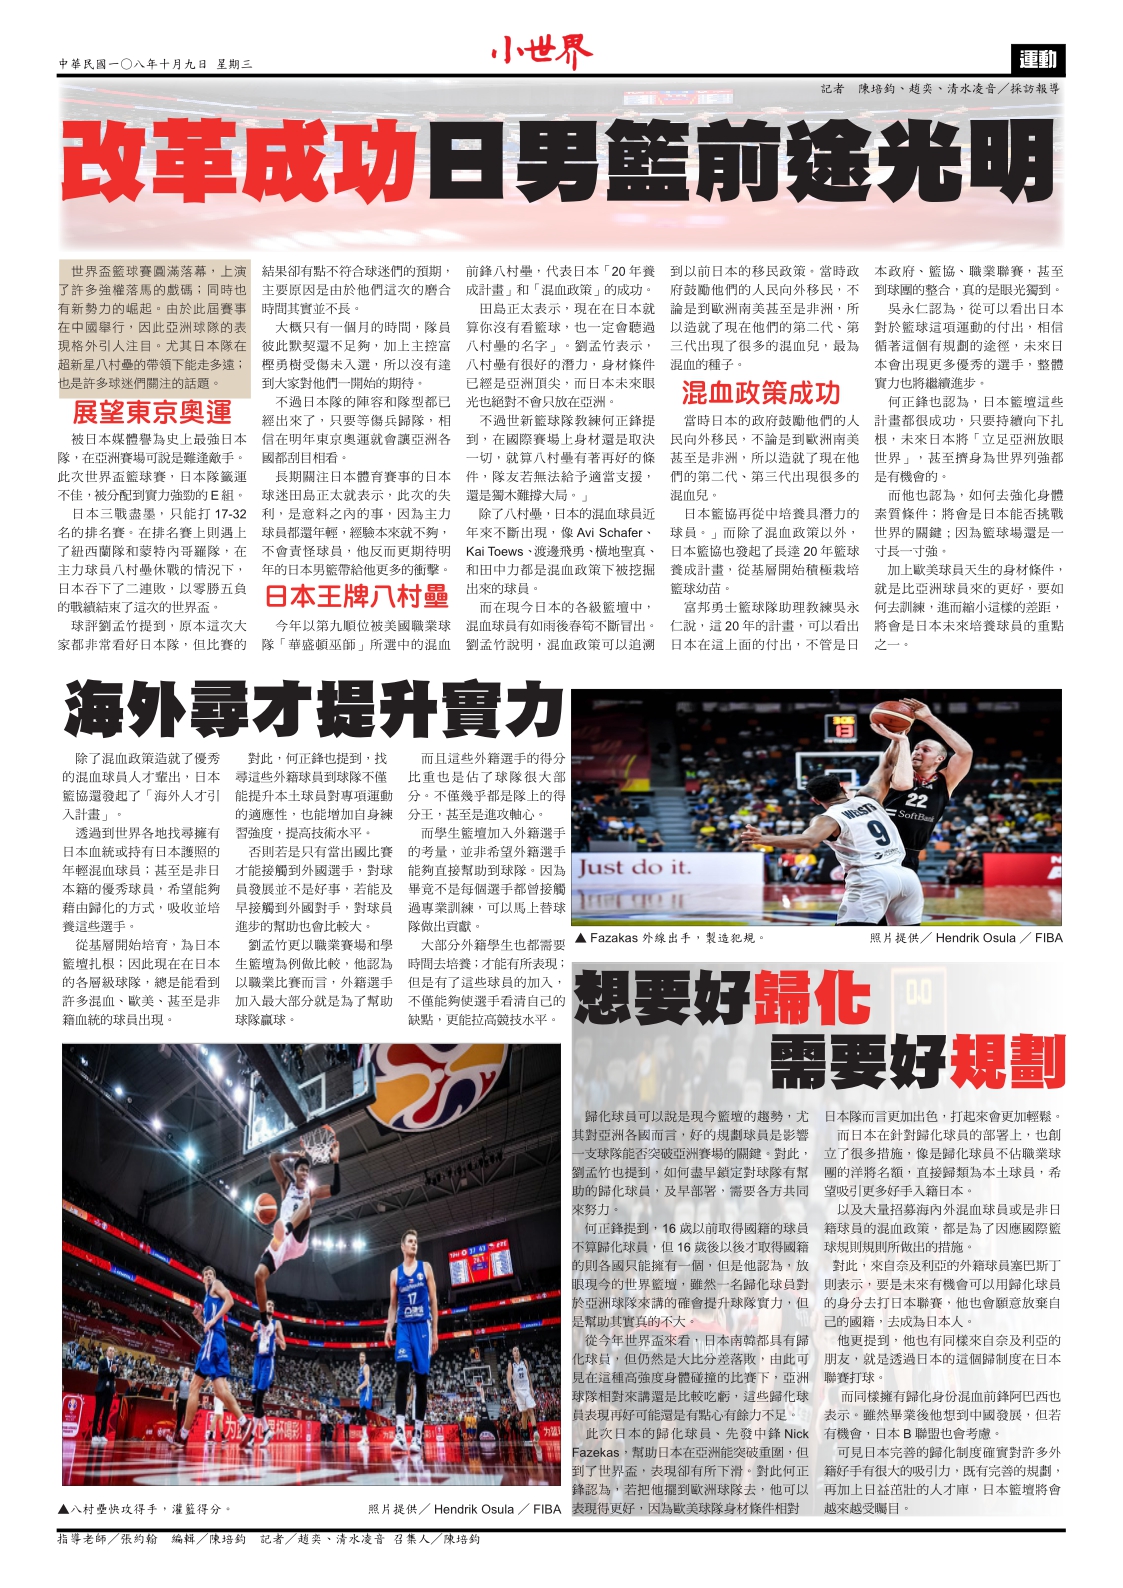 中華民國一〇八年十月九日 星期三
小世界
運動
記者 陳培鈞、趙奕、清水凌音／採訪報導
改革成功日男籃前途光明
世界盃籃球賽圓滿落幕，上演
了許多強權落馬的戲碼；同時也
有新勢力的崛起。由於此屆賽事
在中國舉行，因此亞洲球隊的表
現格外引人注目。尤其日本隊在
超新星八村壘的帶領下能走多遠；
也是許多球迷們關注的話題。
展望東京奧運
被日本媒體譽為史上最強日本
隊，在亞洲賽場可說是難逢敵手。
此次世界盃籃球賽，日本隊籤運
不佳，被分配到實力強勁的 E 組。
日本三戰盡墨，只能打 17-32
名的排名賽。在排名賽上則遇上
了紐西蘭隊和蒙特內哥羅隊，在
主力球員八村壘休戰的情況下，
日本吞下了二連敗，以零勝五負
的戰績結束了這次的世界盃。
球評劉孟竹提到，原本這次大
家都非常看好日本隊，但比賽的
結果卻有點不符合球迷們的預期，
主要原因是由於他們這次的磨合
時間其實並不長。
大概只有一個月的時間，隊員
彼此默契還不足夠，加上主控富
樫勇樹受傷未入選，所以沒有達
到大家對他們一開始的期待。
不過日本隊的陣容和隊型都已
經出來了，只要等傷兵歸隊，相
信在明年東京奧運就會讓亞洲各
國都刮目相看。
長期關注日本體育賽事的日本
球迷田島正太就表示，此次的失
利，是意料之內的事，因為主力
球員都還年輕，經驗本來就不夠，
不會責怪球員，他反而更期待明
年的日本男籃帶給他更多的衝擊。
日本王牌八村壘
今年以第九順位被美國職業球
隊「華盛頓巫師」所選中的混血
前鋒八村壘，代表日本「20 年養
成計畫」和「混血政策」的成功。
田島正太表示，現在在日本就
算你沒有看籃球，也一定會聽過
八村壘的名字」。劉孟竹表示，
八村壘有很好的潛力，身材條件
已經是亞洲頂尖，而日本未來眼
光也絕對不會只放在亞洲。
不過世新籃球隊教練何正鋒提
到，在國際賽場上身材還是取決
一切，就算八村壘有著再好的條
件，隊友若無法給予適當支援，
還是獨木難撐大局。」
除了八村壘，日本的混血球員近
年來不斷出現，像 Avi Schafer、
Kai Toews、渡邊飛勇、橫地聖真、
和田中力都是混血政策下被挖掘
出來的球員。
而在現今日本的各級籃壇中，
混血球員有如雨後春筍不斷冒出。
劉孟竹說明，混血政策可以追溯
到以前日本的移民政策。當時政
府鼓勵他們的人民向外移民，不
論是到歐洲南美甚至是非洲，所
以造就了現在他們的第二代、第
三代出現了很多的混血兒，最為
混血的種子。
混血政策成功
當時日本的政府鼓勵他們的人
民向外移民，不論是到歐洲南美
甚至是非洲，所以造就了現在他
們的第二代、第三代出現很多的
混血兒。
日本籃協再從中培養具潛力的
球員。」而除了混血政策以外，
日本籃協也發起了長達 20 年籃球
養成計畫，從基層開始積極栽培
籃球幼苗。
富邦勇士籃球隊助理教練吳永
仁說，這 20 年的計畫，可以看出
日本在這上面的付出，不管是日
本政府、籃協、職業聯賽，甚至
到球團的整合，真的是眼光獨到。
吳永仁認為，從可以看出日本
對於籃球這項運動的付出，相信
循著這個有規劃的途徑，未來日
本會出現更多優秀的選手，整體
實力也將繼續進步。
何正鋒也認為，日本籃壇這些
計畫都很成功，只要持續向下扎
根，未來日本將「立足亞洲放眼
世界」，甚至擠身為世界列強都
是有機會的。
而他也認為，如何去強化身體
素質條件；將會是日本能否挑戰
世界的關鍵；因為籃球場還是一
寸長一寸強。
加上歐美球員天生的身材條件，
就是比亞洲球員來的更好，要如
何去訓練，進而縮小這樣的差距，
將會是日本未來培養球員的重點
之一。
海外尋才提升實力
除了混血政策造就了優秀
的混血球員人才輩出，日本
籃協還發起了「海外人才引
入計畫」。
透過到世界各地找尋擁有
日本血統或持有日本護照的
年輕混血球員；甚至是非日
本籍的優秀球員，希望能夠
藉由歸化的方式，吸收並培
養這些選手。
從基層開始培育，為日本
籃壇扎根；因此現在在日本
的各層級球隊，總是能看到
許多混血、歐美、甚至是非
籍血統的球員出現。
對此，何正鋒也提到，找
尋這些外籍球員到球隊不僅
能提升本土球員對專項運動
的適應性，也能增加自身練
習強度，提高技術水平。
否則若是只有當出國比賽
才能接觸到外國選手，對球
員發展並不是好事，若能及
早接觸到外國對手，對球員
進步的幫助也會比較大。
劉孟竹更以職業賽場和學
生籃壇為例做比較，他認為
以職業比賽而言，外籍選手
加入最大部分就是為了幫助
球隊贏球。
而且這些外籍選手的得分
比重也是佔了球隊很大部
分。不僅幾乎都是隊上的得
分王，甚至是進攻軸心。
而學生籃壇加入外籍選手
的考量，並非希望外籍選手
能夠直接幫助到球隊。因為
畢竟不是每個選手都曾接觸
過專業訓練，可以馬上替球
隊做出貢獻。
大部分外籍學生也都需要
時間去培養；才能有所表現；
但是有了這些球員的加入，
不僅能夠使選手看清自己的
缺點，更能拉高競技水平。
22
SoftBank
9
Just do it.
▲ Fazakas 外線出手，製造犯規。 照片提供／ Hendrik Osula ／ FIBA
17
▲八村壘快攻得手，灌籃得分。 照片提供／ Hendrik Osula ／ FIBA
想要好歸化
需要好規劃
歸化球員可以說是現今籃壇的趨勢，尤
其對亞洲各國而言，好的規劃球員是影響
一支球隊能否突破亞洲賽場的關鍵。對此，
劉孟竹也提到，如何盡早鎖定對球隊有幫
助的歸化球員，及早部署，需要各方共同
來努力。
何正鋒提到，16 歲以前取得國籍的球員
不算歸化球員，但 16 歲後以後才取得國籍
的則各國只能擁有一個，但是他認為，放
眼現今的世界籃壇，雖然一名歸化球員對
於亞洲球隊來講的確會提升球隊實力，但
是幫助其實真的不大。
從今年世界盃來看，日本南韓都具有歸
化球員，但仍然是大比分差落敗，由此可
見在這種高強度身體碰撞的比賽下，亞洲
球隊相對來講還是比較吃虧，這些歸化球
員表現再好可能還是有點心有餘力不足。
此次日本的歸化球員、先發中鋒 Nick
Fazekas，幫助日本在亞洲能突破重圍，但
到了世界盃，表現卻有所下滑。對此何正
鋒認為，若把他擺到歐洲球隊去，他可以
表現得更好，因為歐美球隊身材條件相對
日本隊而言更加出色，打起來會更加輕鬆。
而日本在針對歸化球員的部署上，也創
立了很多措施，像是歸化球員不佔職業球
團的洋將名額，直接歸類為本土球員，希
望吸引更多好手入籍日本。
以及大量招募海內外混血球員或是非日
籍球員的混血政策，都是為了因應國際籃
球規則規則所做出的措施。
對此，來自奈及利亞的外籍球員塞巴斯丁
則表示，要是未來有機會可以用歸化球員
的身分去打日本聯賽，他也會願意放棄自
己的國籍，去成為日本人。
他更提到，他也有同樣來自奈及利亞的
朋友，就是透過日本的這個歸制度在日本
聯賽打球。
而同樣擁有歸化身份混血前鋒阿巴西也
表示。雖然畢業後他想到中國發展，但若
有機會，日本 B 聯盟也會考慮。
可見日本完善的歸化制度確實對許多外
籍好手有很大的吸引力，既有完善的規劃，
再加上日益茁壯的人才庫，日本籃壇將會
越來越受矚目。
指導老師／張約翰 編輯／陳培鈞 記者／趙奕、清水凌音 召集人／陳培鈞